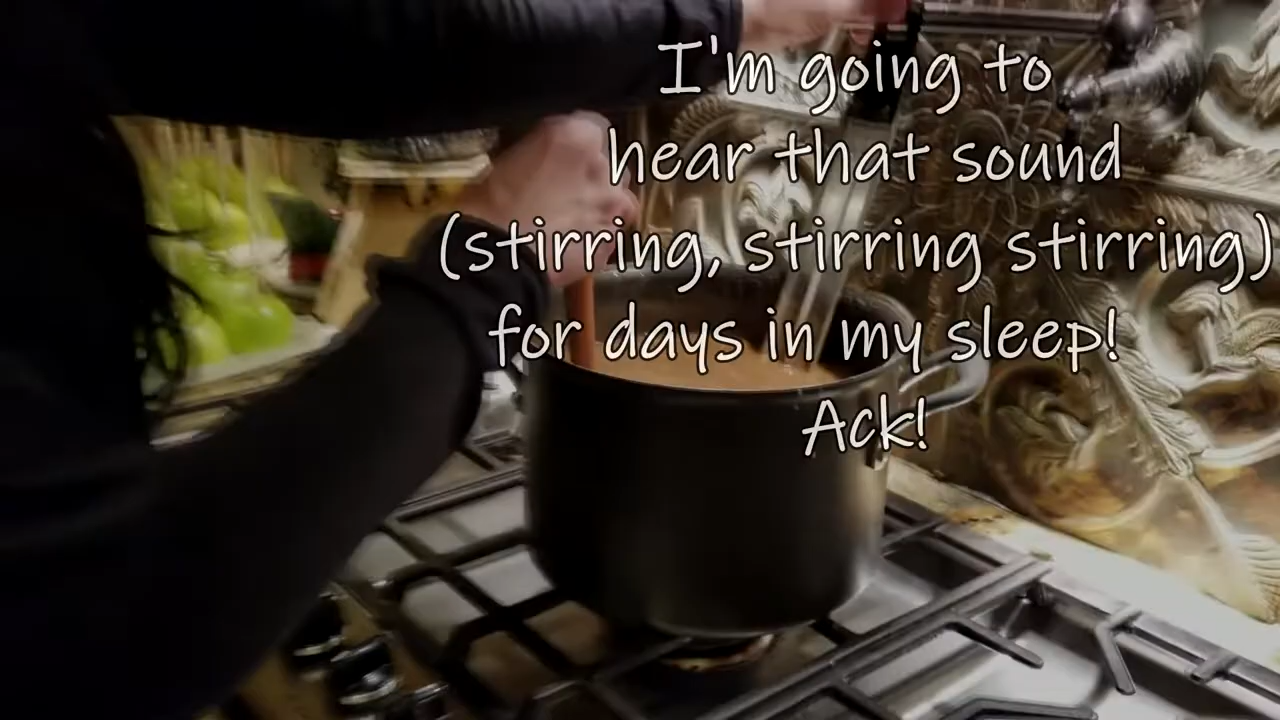 I'm going to
hear that sound
(stirring, stirring stirring)
for days in my sleep!
Ack!